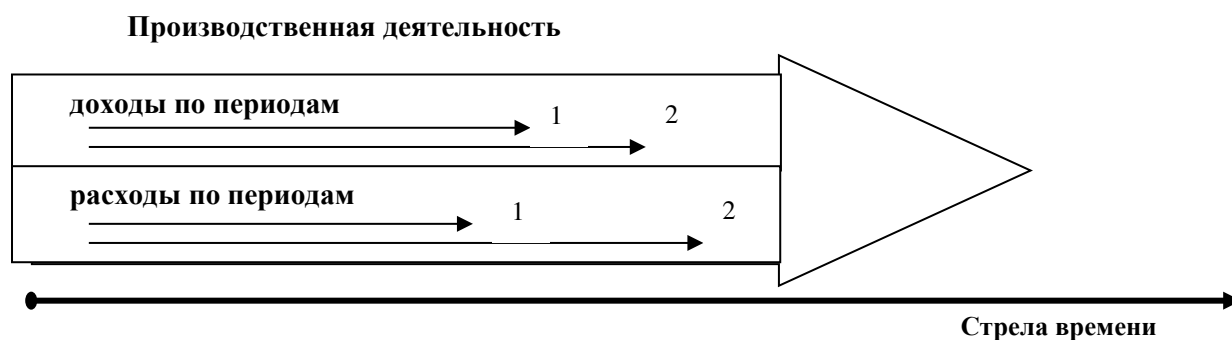 Производственная деятельность
доходы по периодам
1 2
расходы по периодам
1 2
Стрела времени